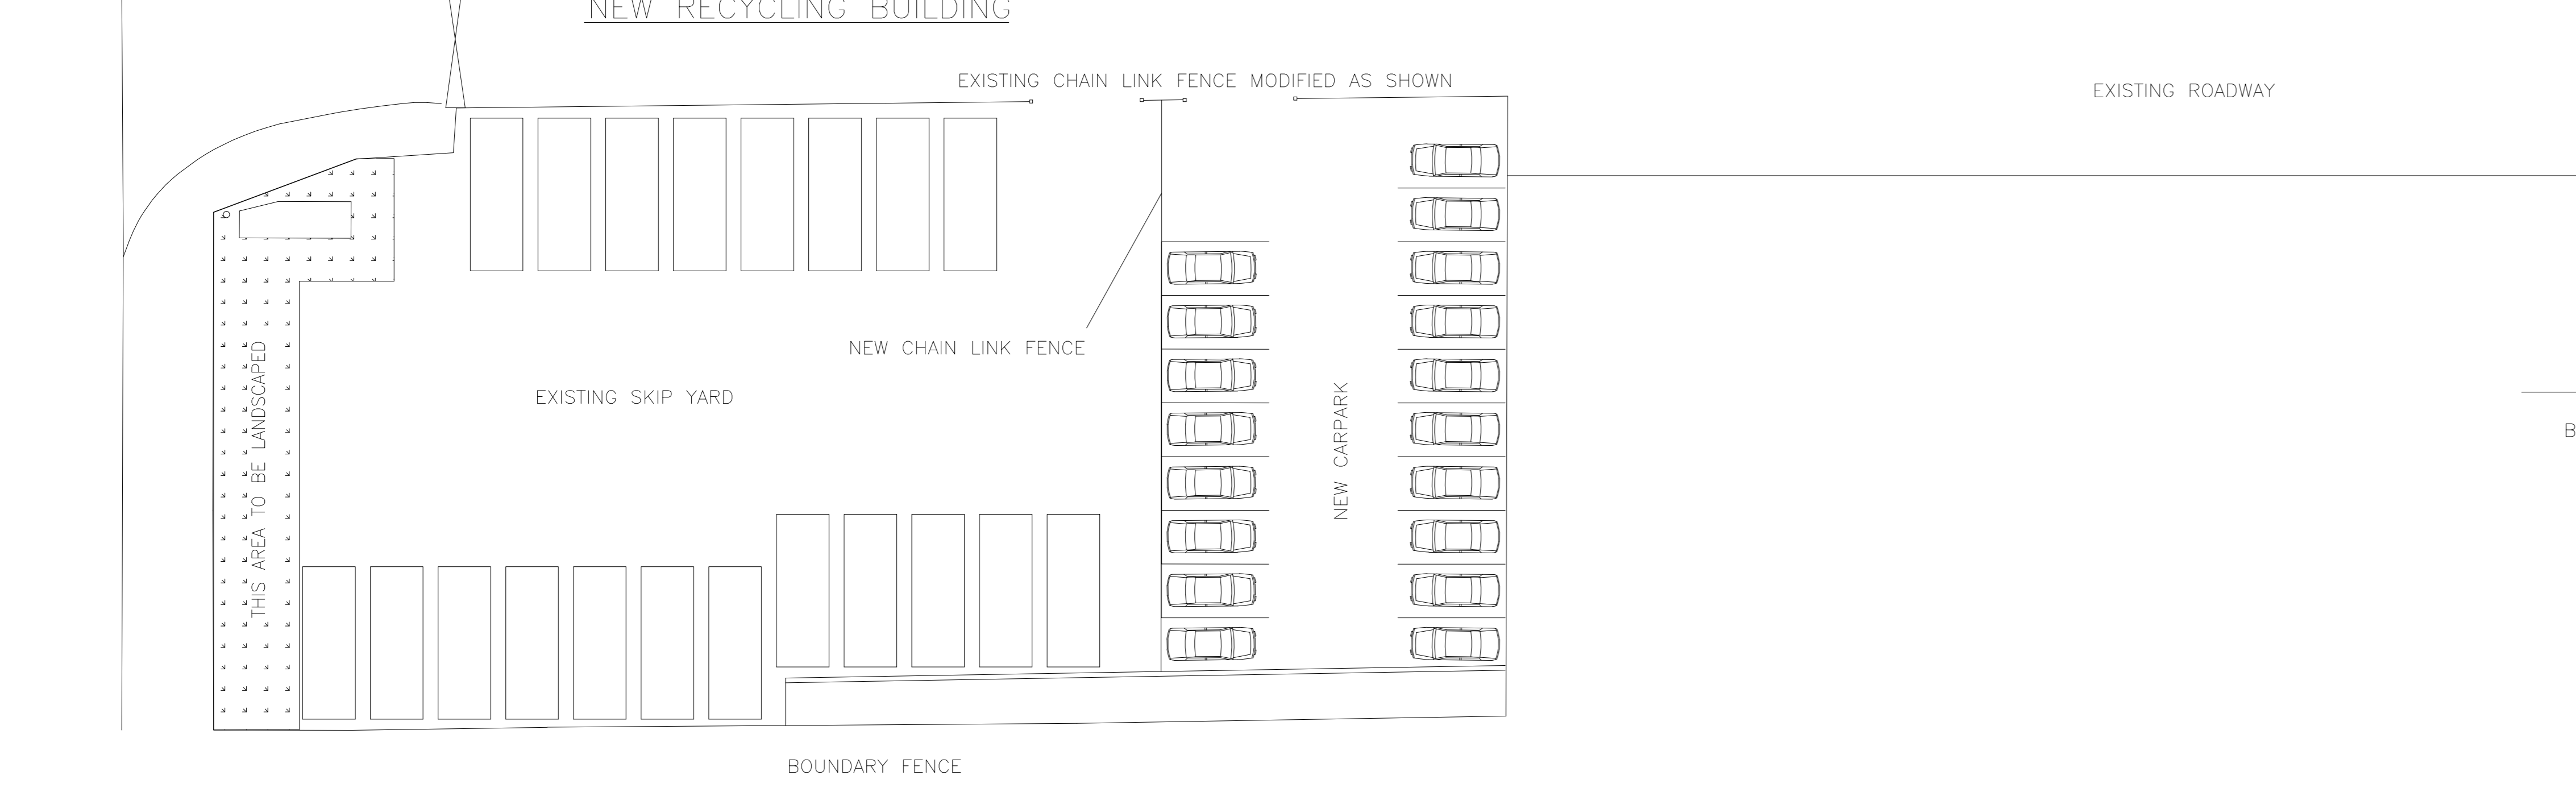 NEW RECYCLING BUILDING
EXISTING CHAIN LINK FENCE MODIFIED AS SHOWN
EXISTING ROADWAY
NEW CHAIN LINK FENCE
EXISTING SKIP YARD
THIS AREA TO BE LANDSCAPED
NEW CARPARK
B
BOUNDARY FENCE